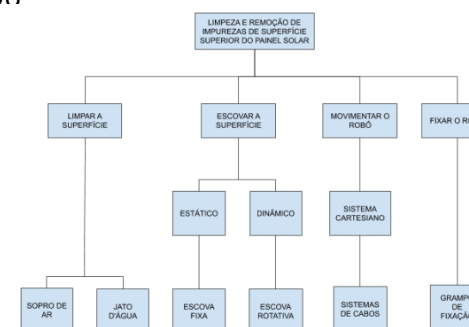 LIMPEZA E REMOÇÃO DE
IMPUREZAS DE SUPERFÍCIE
SUPERIOR DO PAINEL SOLAR
LIMPAR A
SUPERFÍCIE
ESCOVAR A
SUPERFÍCIE
MOVIMENTAR O
ROBÔ
FIXAR O
ESTÁTICO
DINÂMICO
SISTEMA
CARTESIANO
SOPRO DE
AR
JATO
D'ÁGUA
ESCOVA
FIXA
ESCOVA
ROTATIVA
SISTEMAS
DE CABOS
DE